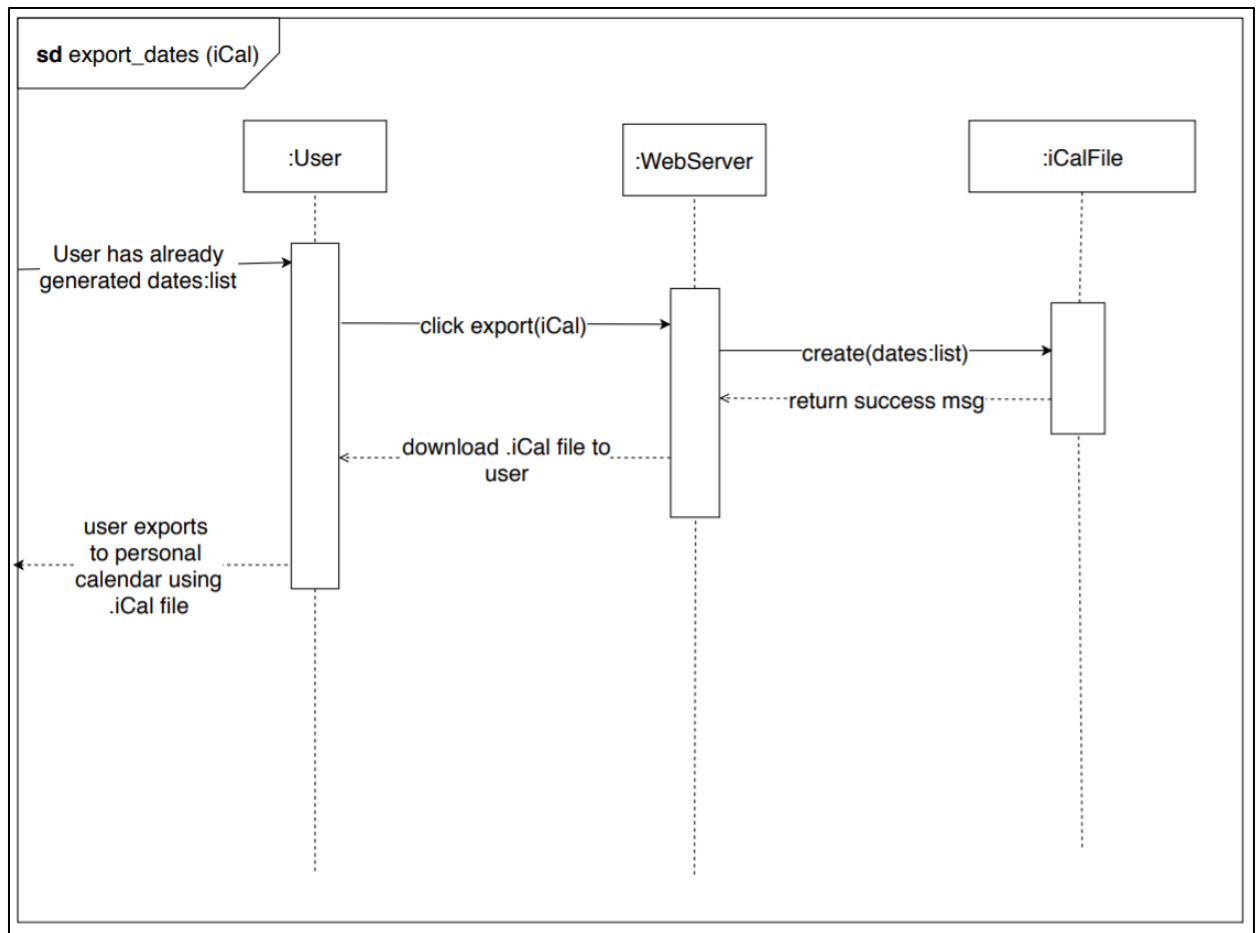 sd export_dates (iCal)
:User
:WebServer
:iCalFile
User has already
generated dates:list
click export(iCal)
create(dates:list)
return success msg
download .iCal file to
user
user exports
to personal
calendar using
.iCal file